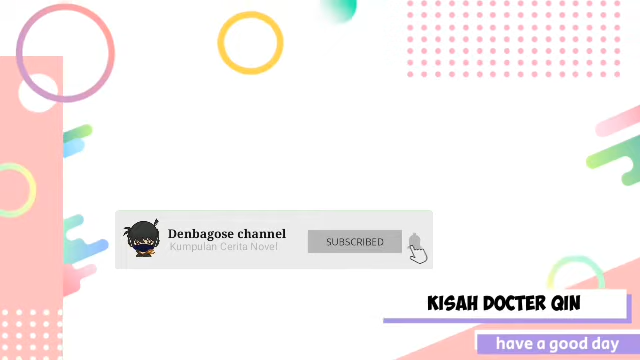 Denbagose channel
Kumpulan Cerita Novel
SUBSCRIBED
KISAH DOCTER QIN
have a good day